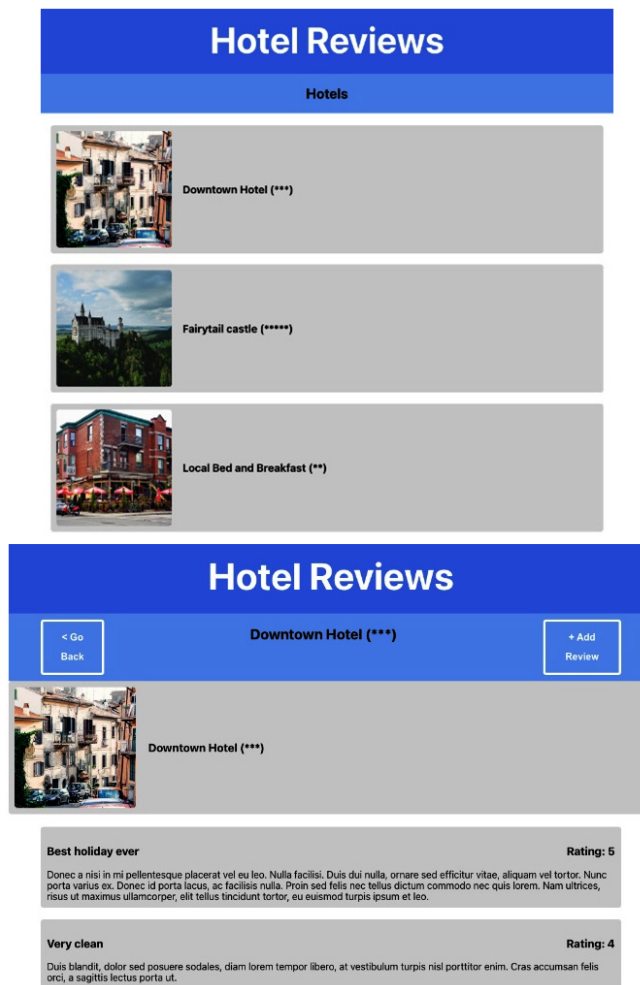 Hotel Reviews
Hotels
Downtown Hotel (***)
Fairytail castle (*****)
Local Bed and Breakfast (**)
Hotel Reviews
< Go
Back
Downtown Hotel (***)
+ Add
Review
Downtown Hotel (***)
Best holiday ever Rating: 5
Donec a nisi in mi pellentesque placerat vel eu leo. Nulla facilisi. Duis dui nulla, ornare sed efficitur vitae, aliquam vel tortor. Nunc
porta varius ex. Donec id porta lacus, ac facilisis nulla. Proin sed felis nec tellus dictum commodo nec quis lorem. Nam ultrices,
risus ut maximus ullamcorper, elit tellus tincidunt tortor, eu euismod turpis ipsum et leo.
Very clean Rating: 4
Duis blandit, dolor sed posuere sodales, diam lorem tempor libero, at vestibulum turpis nisl porttitor enim. Cras accumsan felis
orci, a sagittis lectus porta ut.